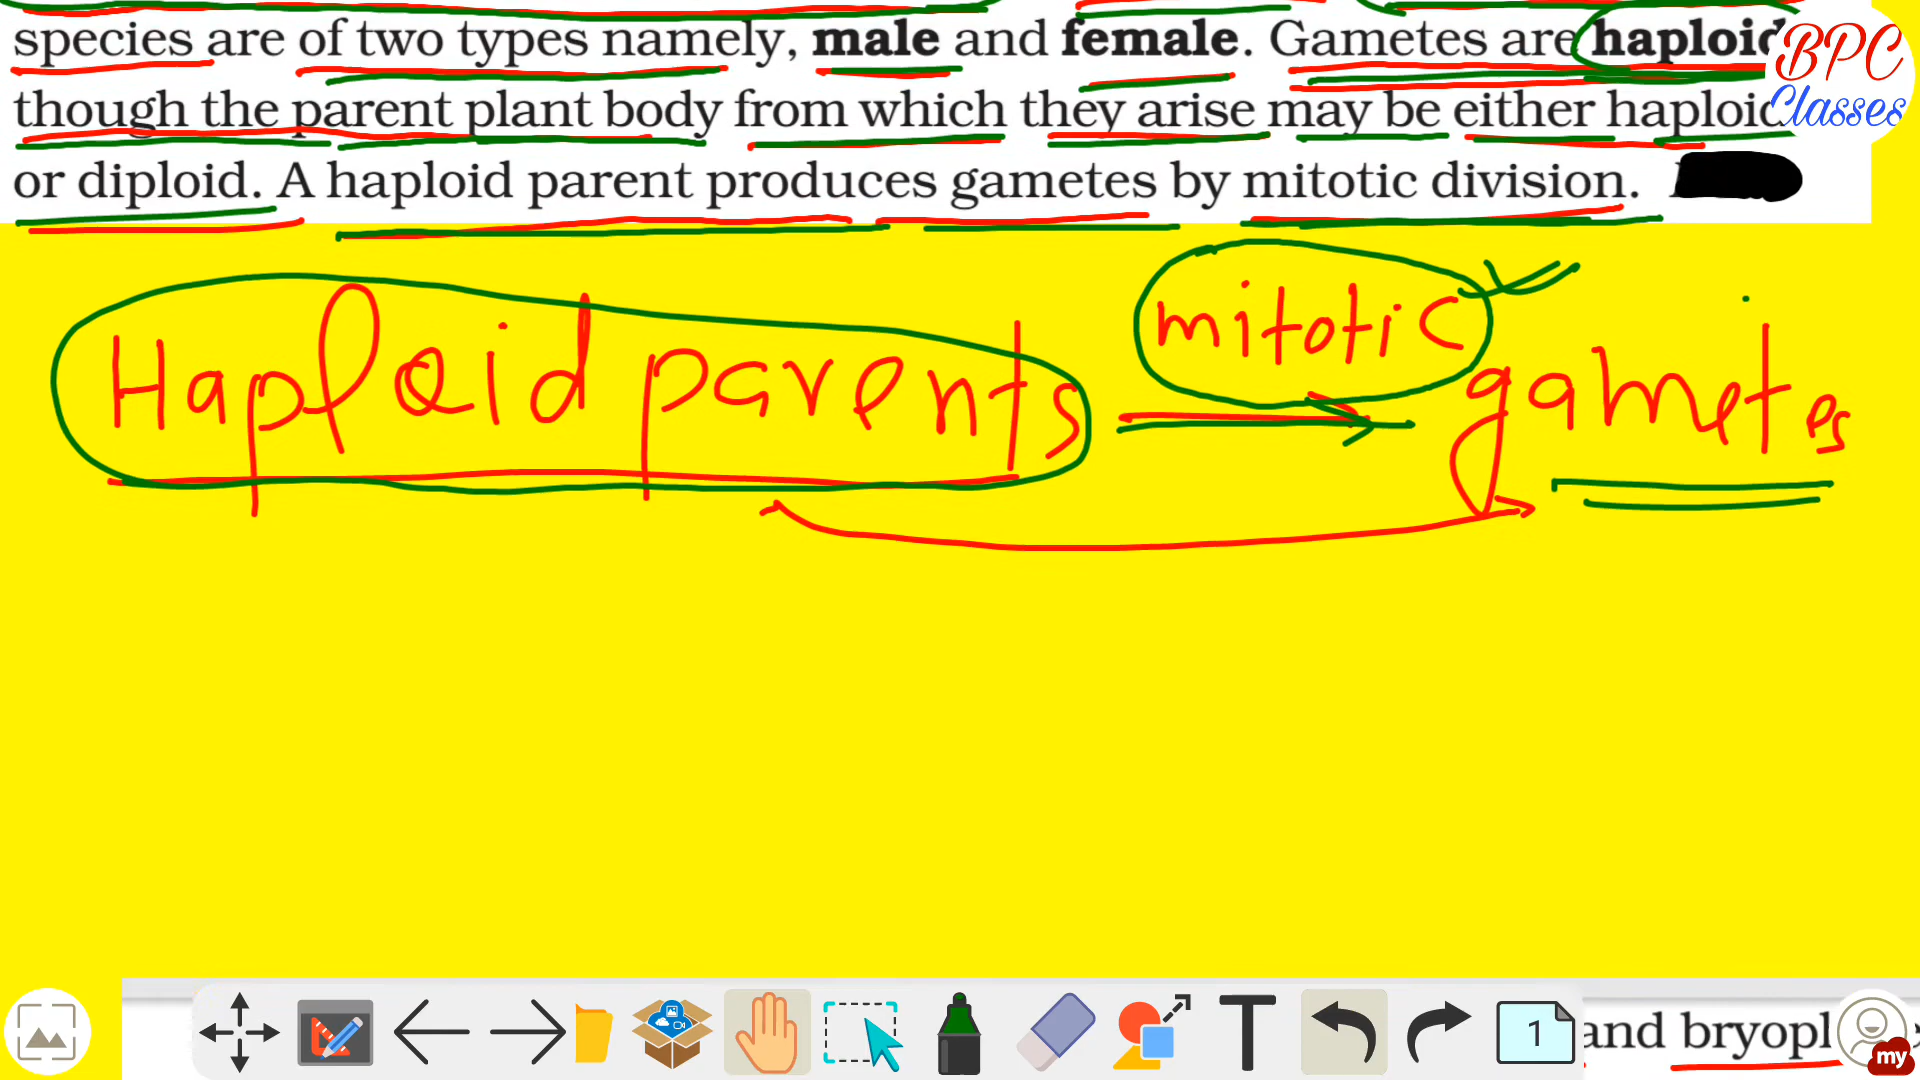 species are of two types namely, male and female. Gametes are haploid
BPC
Classes
though the parent plant body from which they arise may be either haploid
or diploid. A haploid parent produces gametes by mitotic division.
mitotic
Haploid parents
gametes
T
1
and bryopl
my